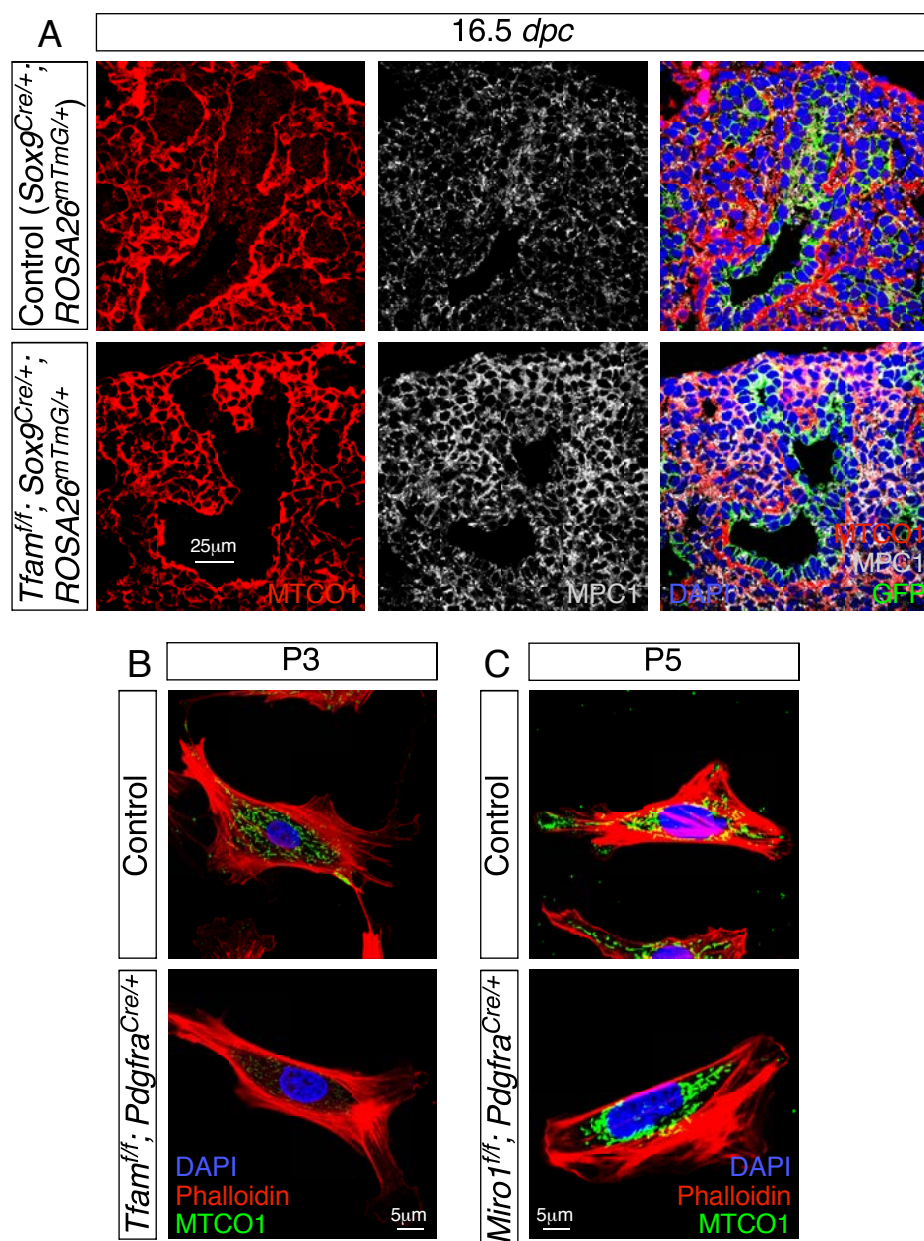 A
16.5 dpc
Control (Sox9Cre/+;
ROSA26mTmG/+)
Tfamf/f; Sox9Cre/+;
ROSA26mTmG/+
25µm
MTCO1
MPC1
MTCO1
MPC1
DAPI
GFP
B
P3
C
P5
Control
Control
Tfamf/f; PdgfraCre/+
DAPI
Phalloidin
MTCO1
5µm
Miro1f/f; PdgfraCre/+
DAPI
Phalloidin
MTCO1
5µm